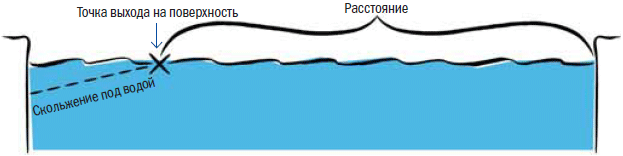 Точка выхода на поверхность
Расстояние
Скольжение под водой